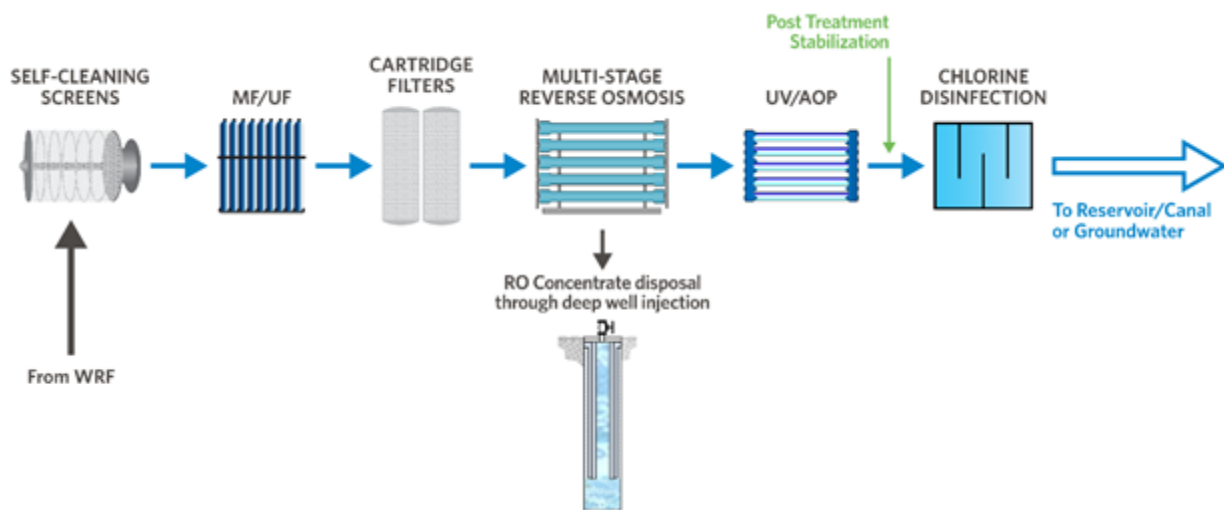 SELF-CLEANING
SCREENS
MF/UF
CARTRIDGE
FILTERS
MULTI-STAGE
REVERSE OSMOSIS
UV/AOP
Post Treatment
Stabilization
CHLORINE
DISINFECTION
To Reservoir/Canal
or Groundwater
RO Concentrate disposal
through deep well injection
From WRF